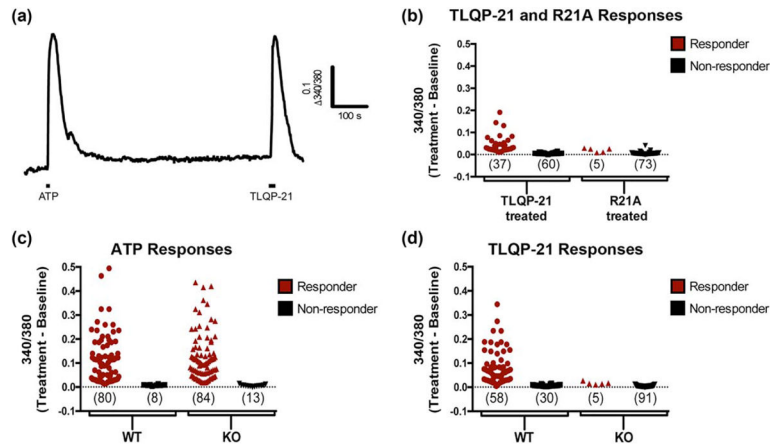 (a)
0.1
Δ340/380
100 s
ATP
TLQP-21
(b)
TLQP-21 and R21A Responses
340/380
(Treatment - Baseline)
0.5
0.4
0.3
0.2
0.1
0.0
-0.1
(37)
(60)
(5)
(73)
TLQP-21
treated
R21A
treated
Responder
Non-responder
(c)
ATP Responses
340/380
(Treatment - Baseline)
0.5
0.4
0.3
0.2
0.1
0.0
-0.1
(80)
(8)
(84)
(13)
WT
KO
Responder
Non-responder
(d)
TLQP-21 Responses
340/380
(Treatment - Baseline)
0.5
0.4
0.3
0.2
0.1
0.0
-0.1
(58)
(30)
(5)
(91)
WT
KO
Responder
Non-responder